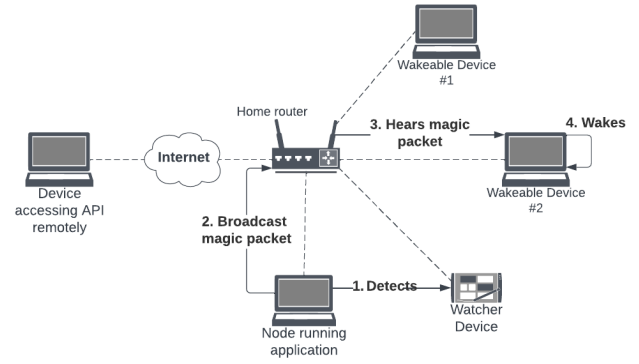 Wakeable Device
#1
Home router
3. Hears magic
packet
4. Wakes
Internet
Wakeable Device
#2
Device
accessing API
remotely
2. Broadcast
magic packet
1. Detects
Watcher
Device
Node running
application